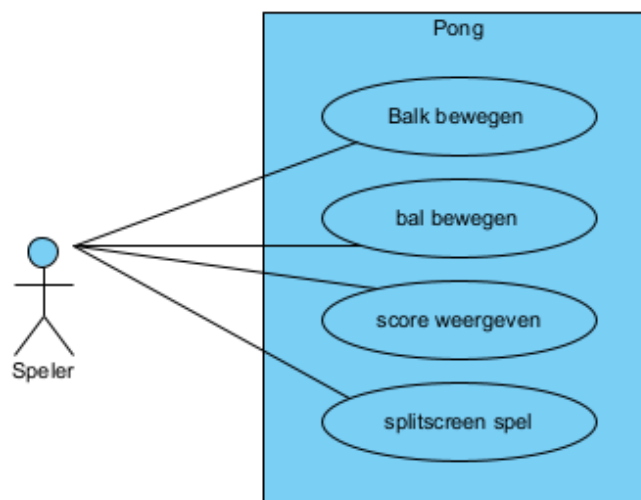 Pong
Balk bewegen
bal bewegen
score weergeven
splitscreen spel
Speler